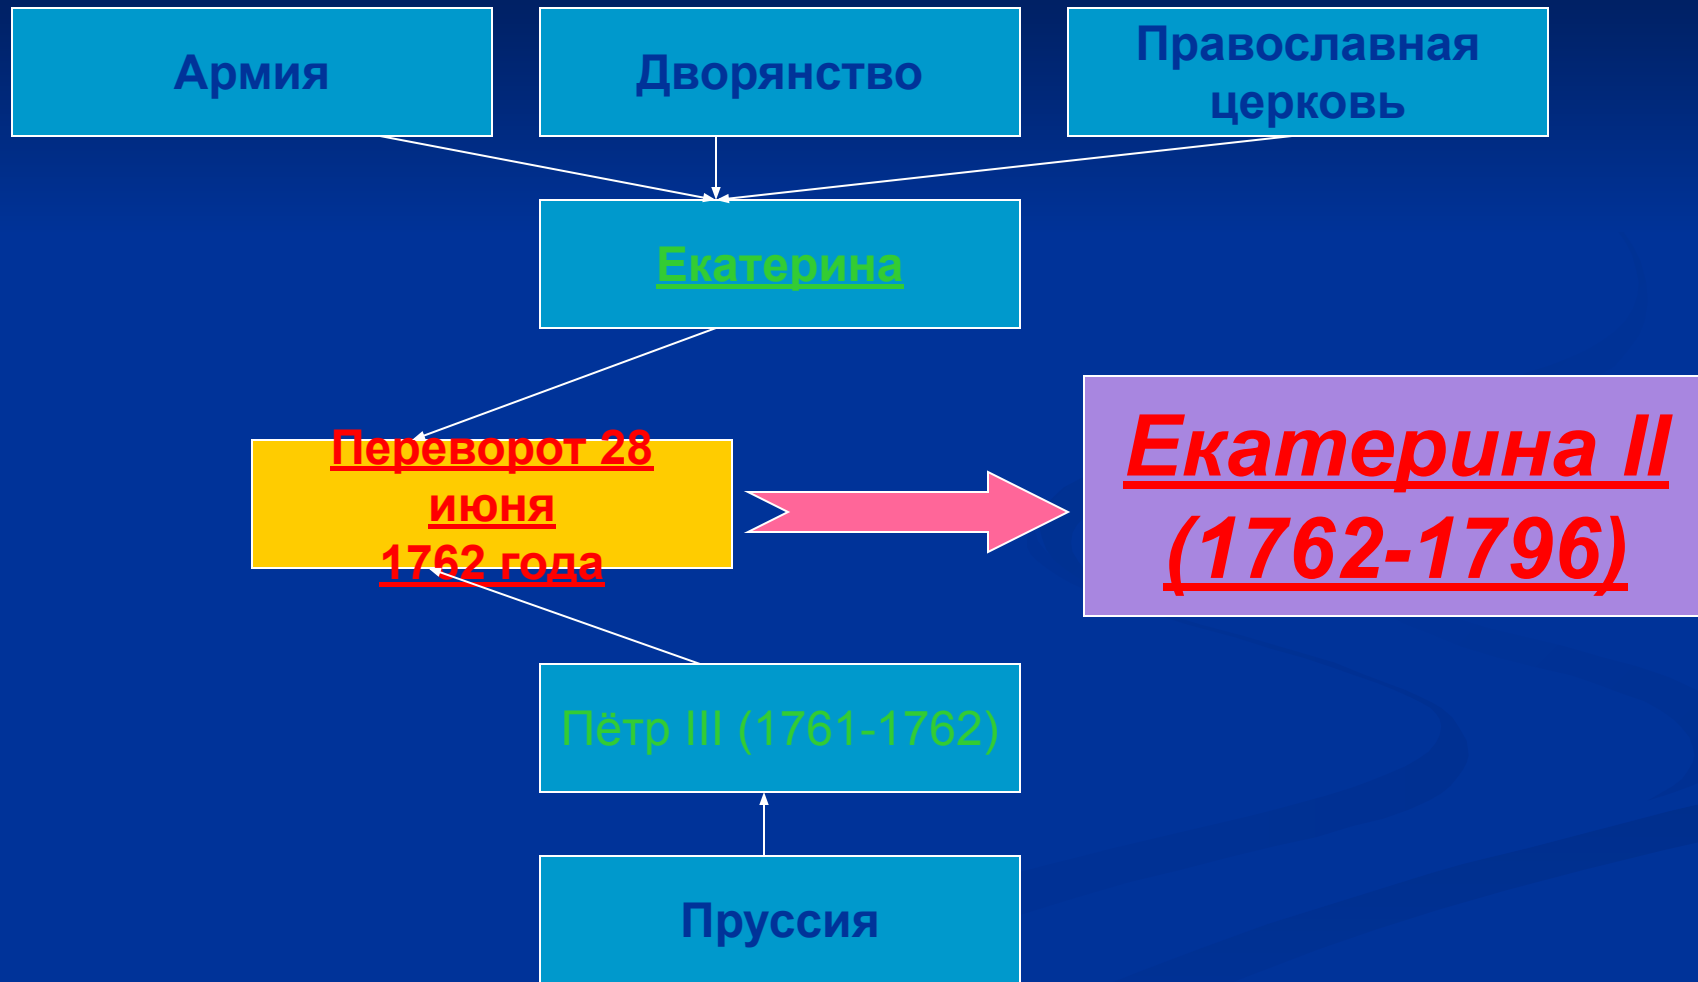 Армия
Дворянство
Православная
церковь
Екатерина
Переворот 28
июня
1762 года
Екатерина II
(1762-1796)
Пётр III (1761-1762)
Пруссия